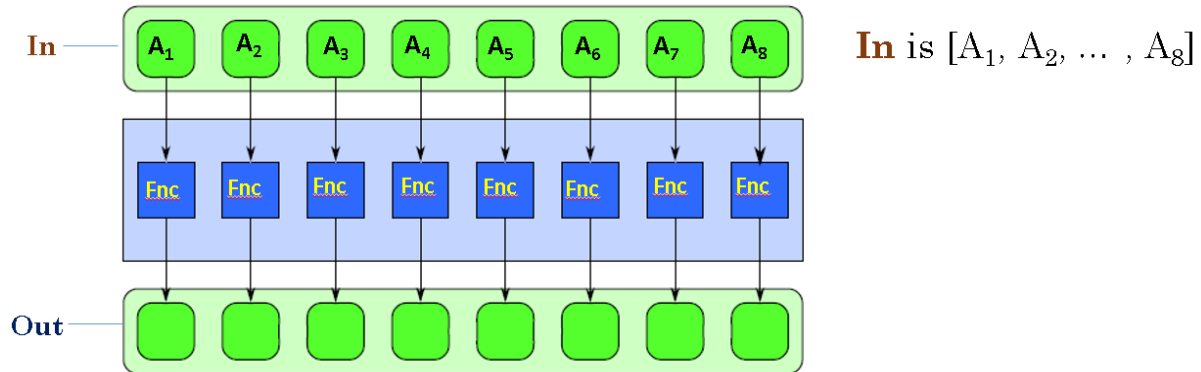 In A₁ A₂ A₃ A₄ A₅ A₆ A₇ A₈ In is [A₁, A₂, ... , A₈]
Fnc Fnc Fnc Fnc Fnc Fnc Fnc Fnc
Out